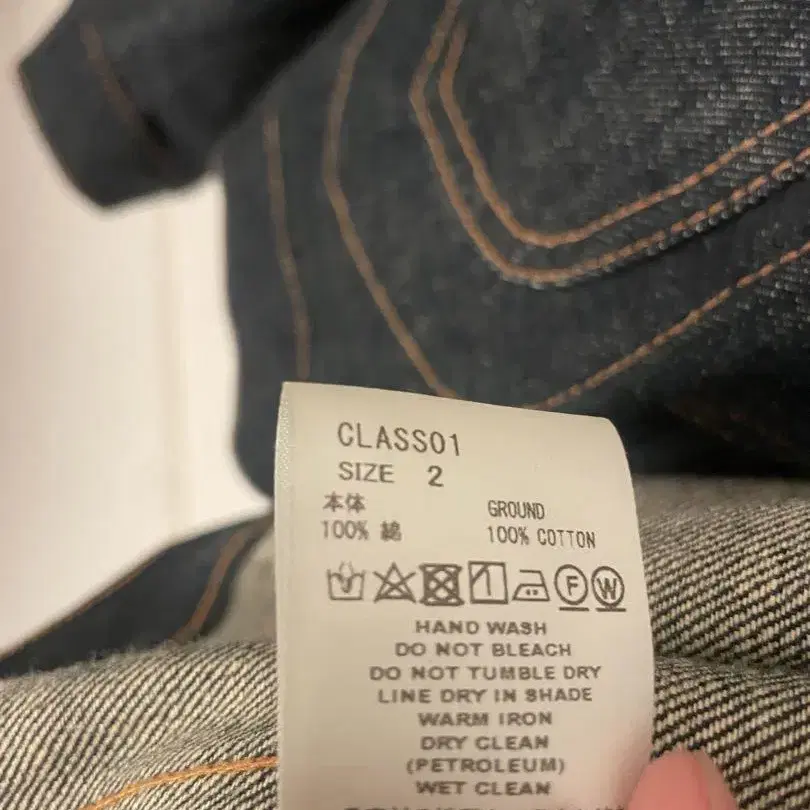 CLASS01
SIZE 2
本体 GROUND
100% 綿 100% COTTON
F W
HAND WASH
DO NOT BLEACH
DO NOT TUMBLE DRY
LINE DRY IN SHADE
WARM IRON
DRY CLEAN
(PETROLEUM)
WET CLEAN